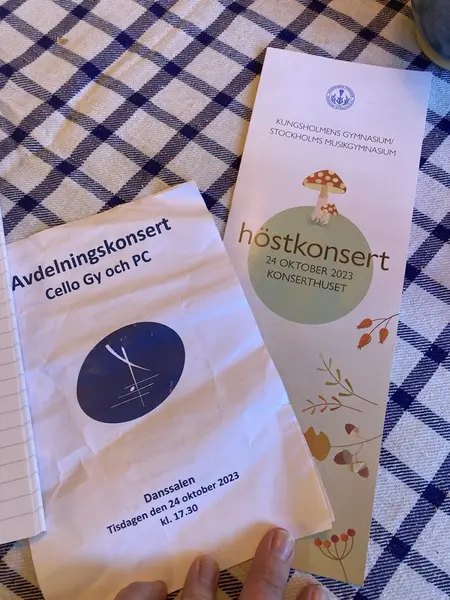 Avdelningskonsert
Cello Gy och PC
Danssalen
Tisdagen den 24 oktober 2023
kl. 17.30
KUNGSHOLMENS GYMNASIUM/
STOCKHOLMS MUSIKGYMNASIUM
höstkonsert
24 OKTOBER 2023
KONSERTHUSET